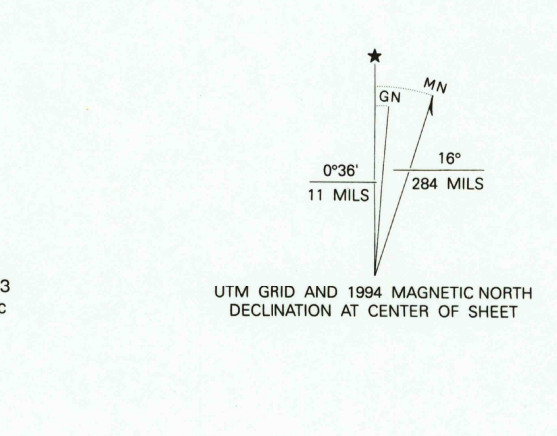 MN
GN
0°36'
11 MILS
16°
284 MILS
3
c
UTM GRID AND 1994 MAGNETIC NORTH
DECLINATION AT CENTER OF SHEET